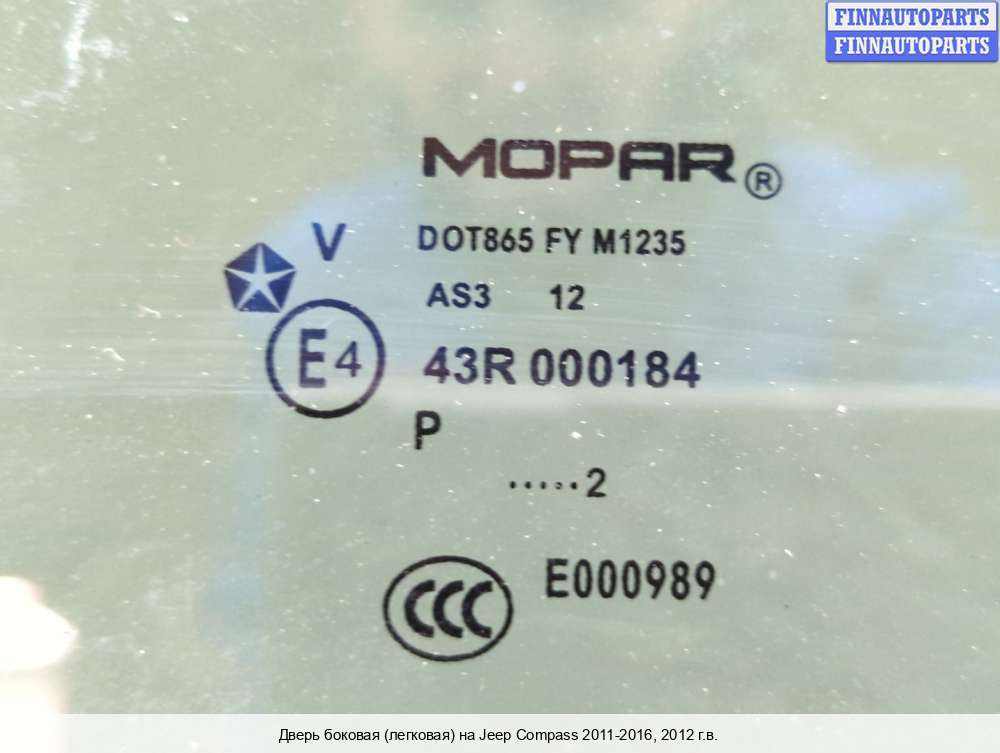 FINNAUTOPARTS
FINNAUTOPARTS
MOPAR®
V
DOT865 FY M1235
AS3 12
E4
43R 000184
P
.....2
CCC
E000989
Дверь боковая (легковая) на Jeep Compass 2011-2016, 2012 г.в.